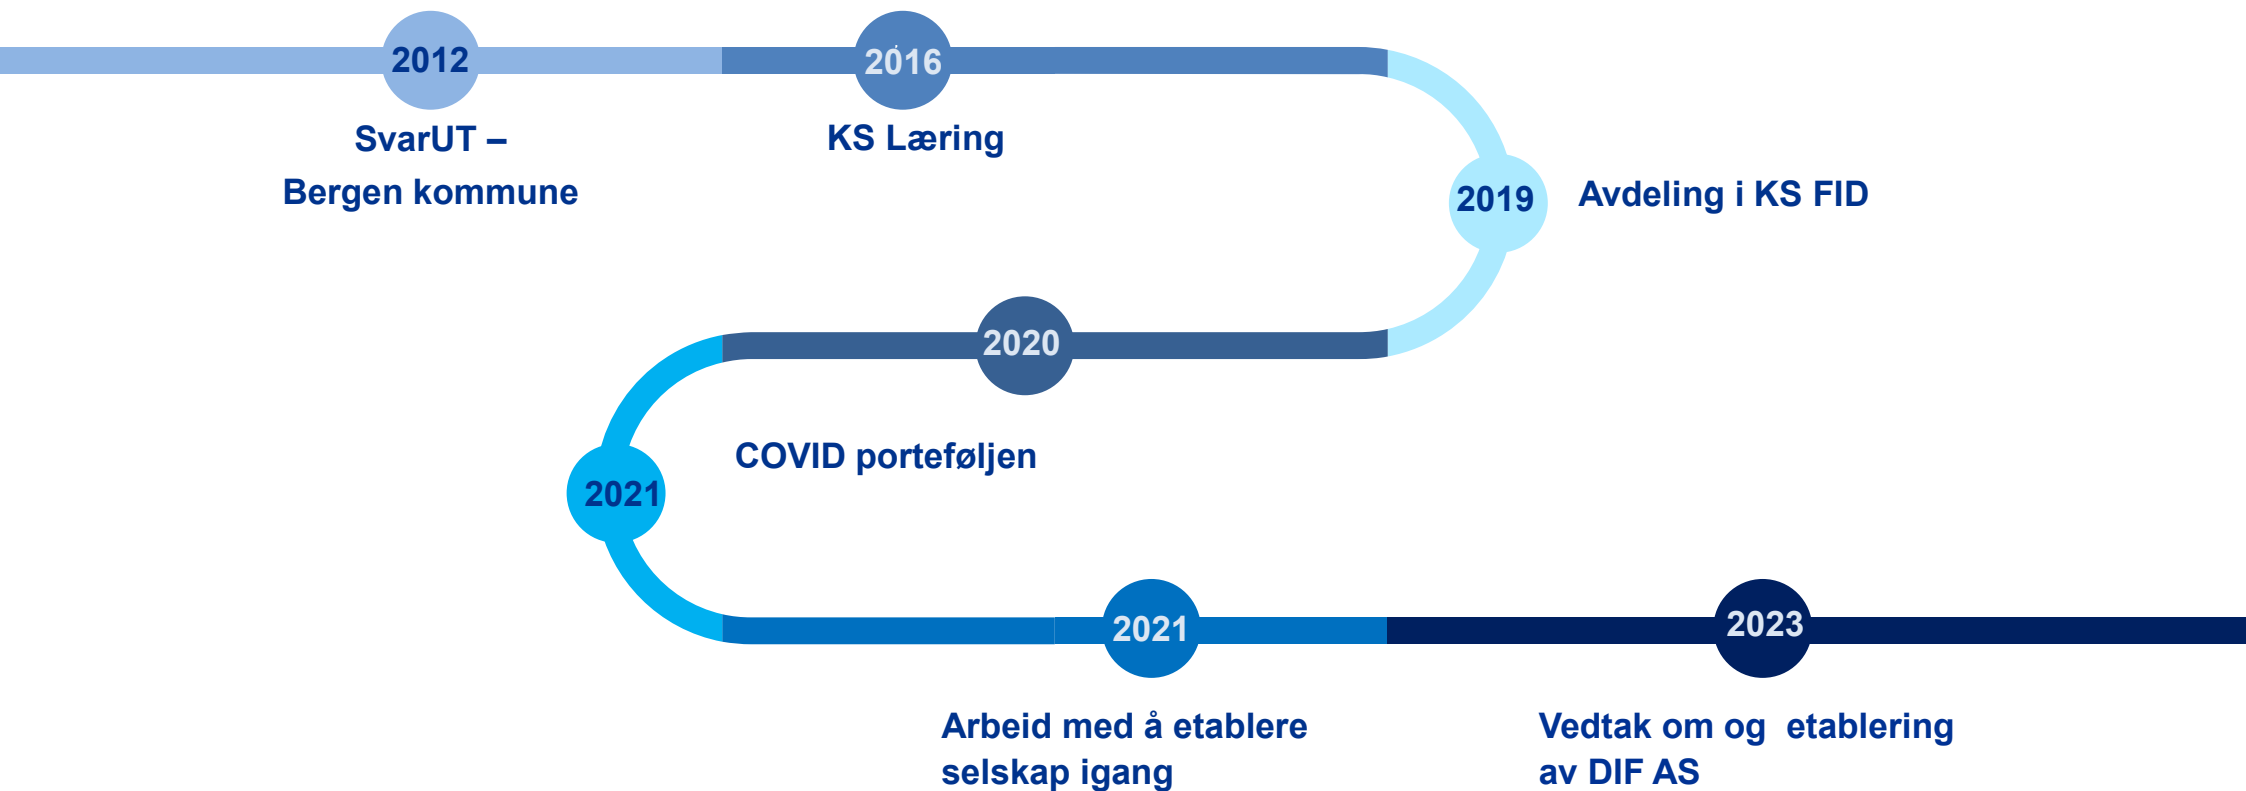 2012
SvarUT –
Bergen kommune
2016
KS Læring
2019
Avdeling i KS FID
2020
COVID porteføljen
2021
2021
Arbeid med å etablere
selskap igang
2023
Vedtak om og  etablering
av DIF AS